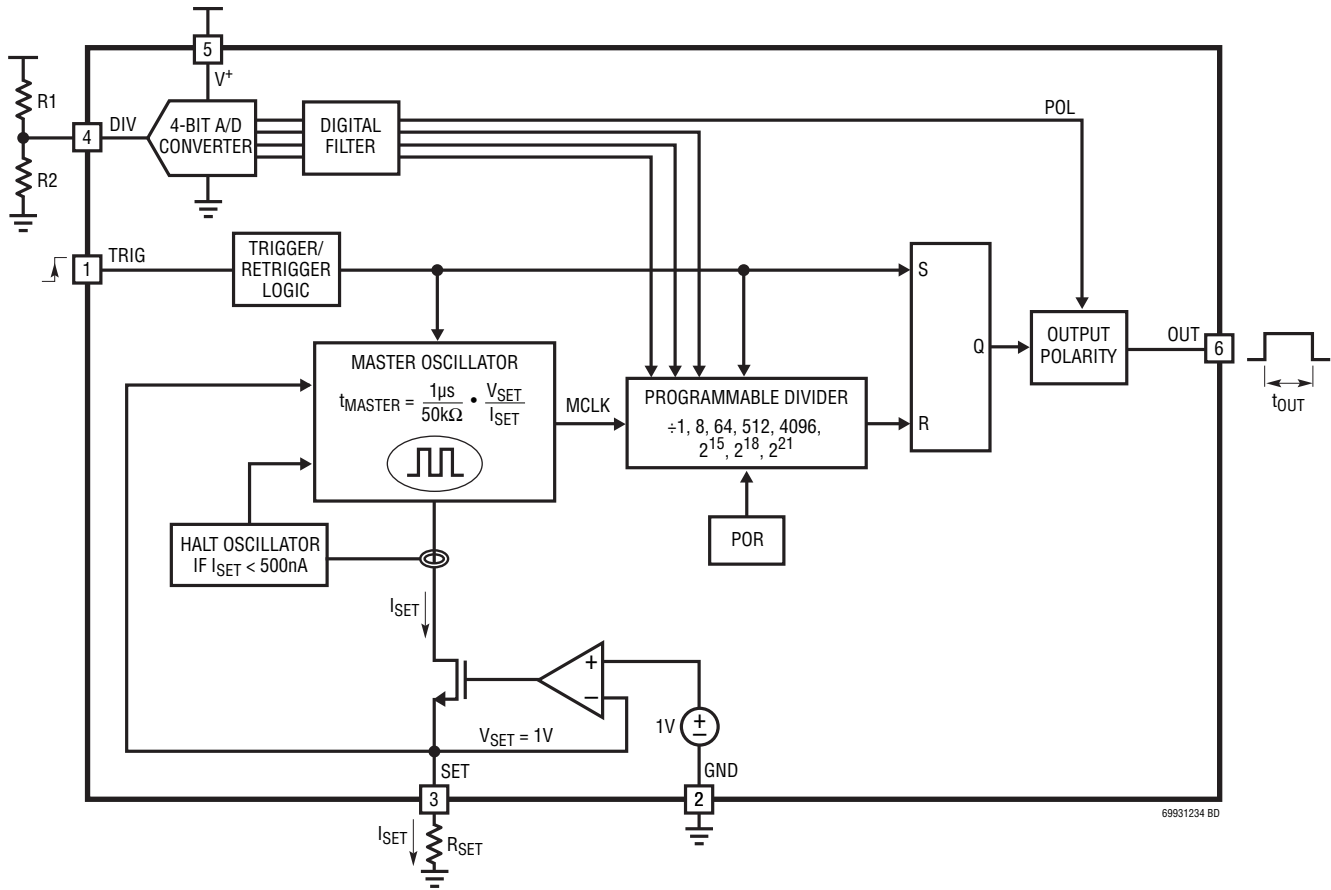 5
V+
R1
4
DIV
4-BIT A/D
CONVERTER
DIGITAL
FILTER
POL
R2
1
TRIG
TRIGGER/
RETRIGGER
LOGIC
S
Q
R
OUTPUT
POLARITY
OUT
6
tOUT
MASTER OSCILLATOR
tMASTER = 1µs/50kΩ • VSET/ISET
MCLK
PROGRAMMABLE DIVIDER
÷1, 8, 64, 512, 4096,
2^15, 2^18, 2^21
POR
HALT OSCILLATOR
IF ISET < 500nA
ISET
+
–
1V
+
–
VSET = 1V
SET
3
GND
2
ISET
RSET
69931234 BD